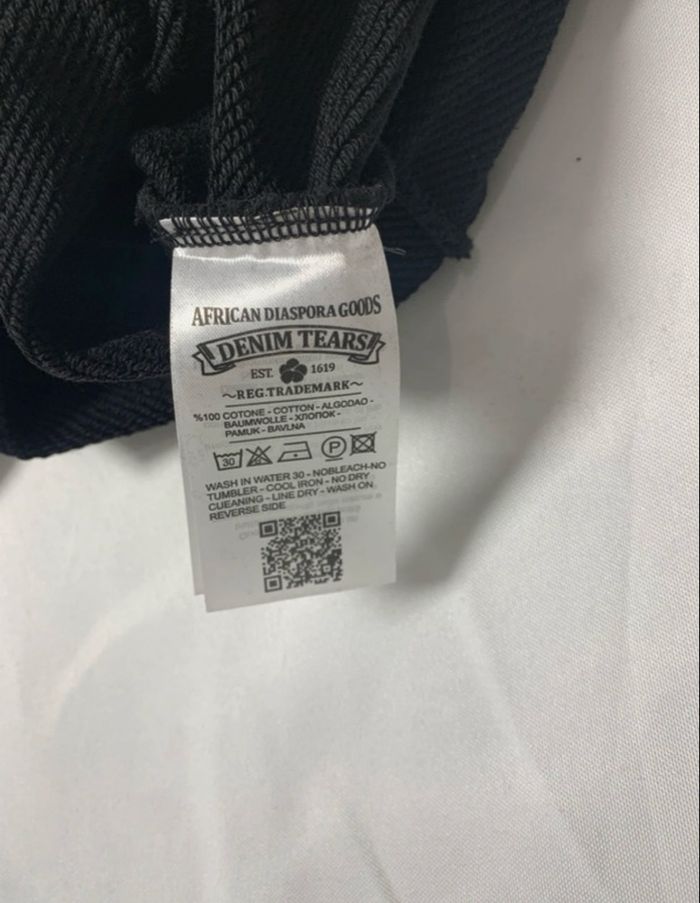 AFRICAN DIASPORA GOODS
DENIM TEARS
EST. 1619
~REG.TRADEMARK~
%100 COTONE - COTTON - ALGODAO -
BAUMWOLLE - ХЛОПОК -
PAMUK - BAVLNA
30 P
WASH IN WATER 30 - NOBLEACH-NO
TUMBLER - COOL IRON - NO DRY
CUEANING - LINE DRY - WASH ON
REVERSE SIDE